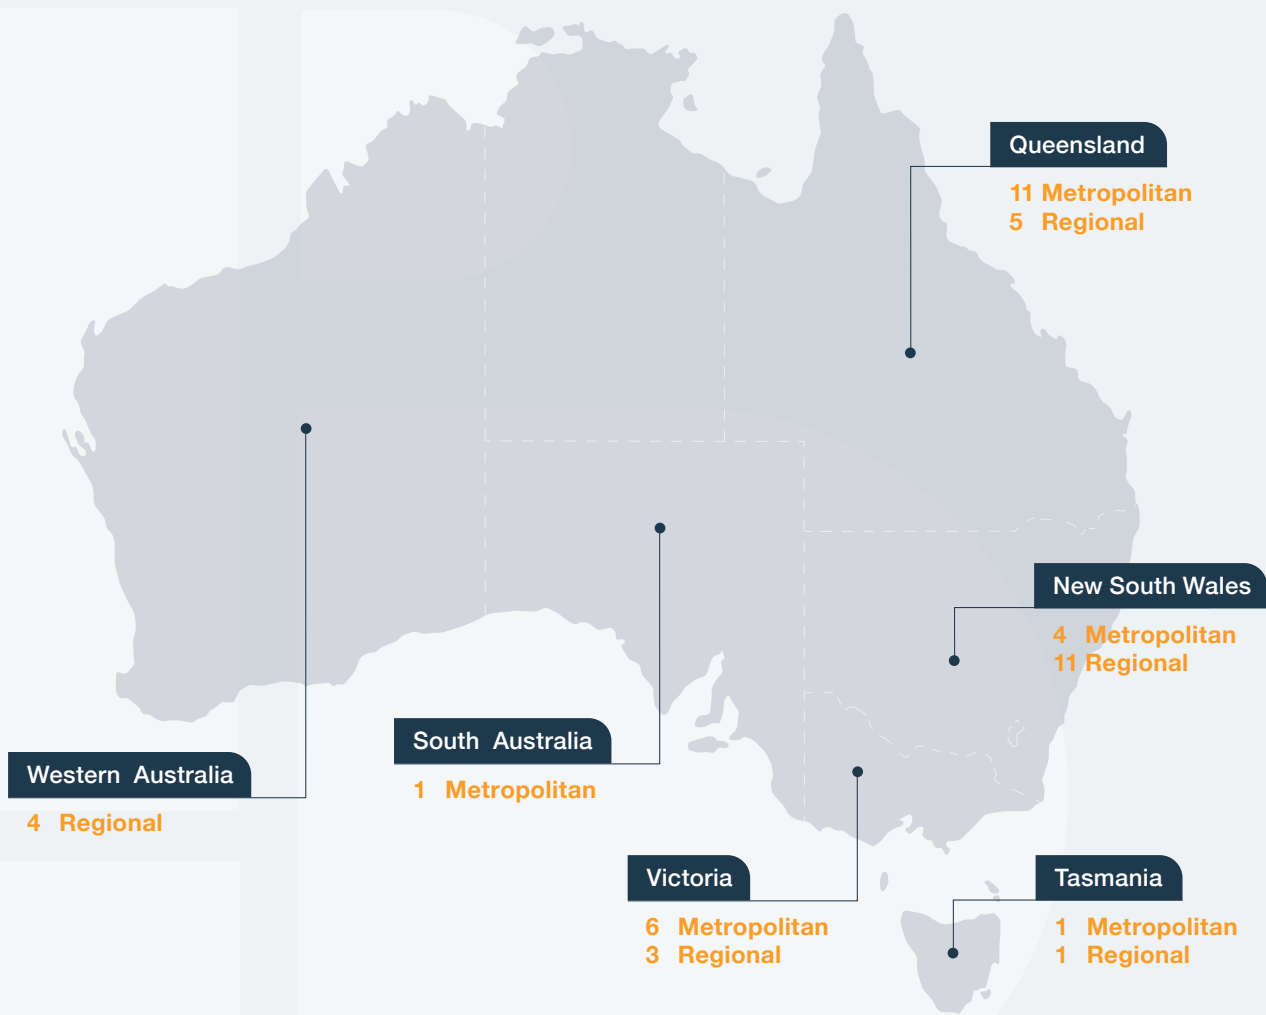 Queensland
11 Metropolitan
5 Regional
New South Wales
4 Metropolitan
11 Regional
South Australia
1 Metropolitan
Western Australia
4 Regional
Victoria
6 Metropolitan
3 Regional
Tasmania
1 Metropolitan
1 Regional